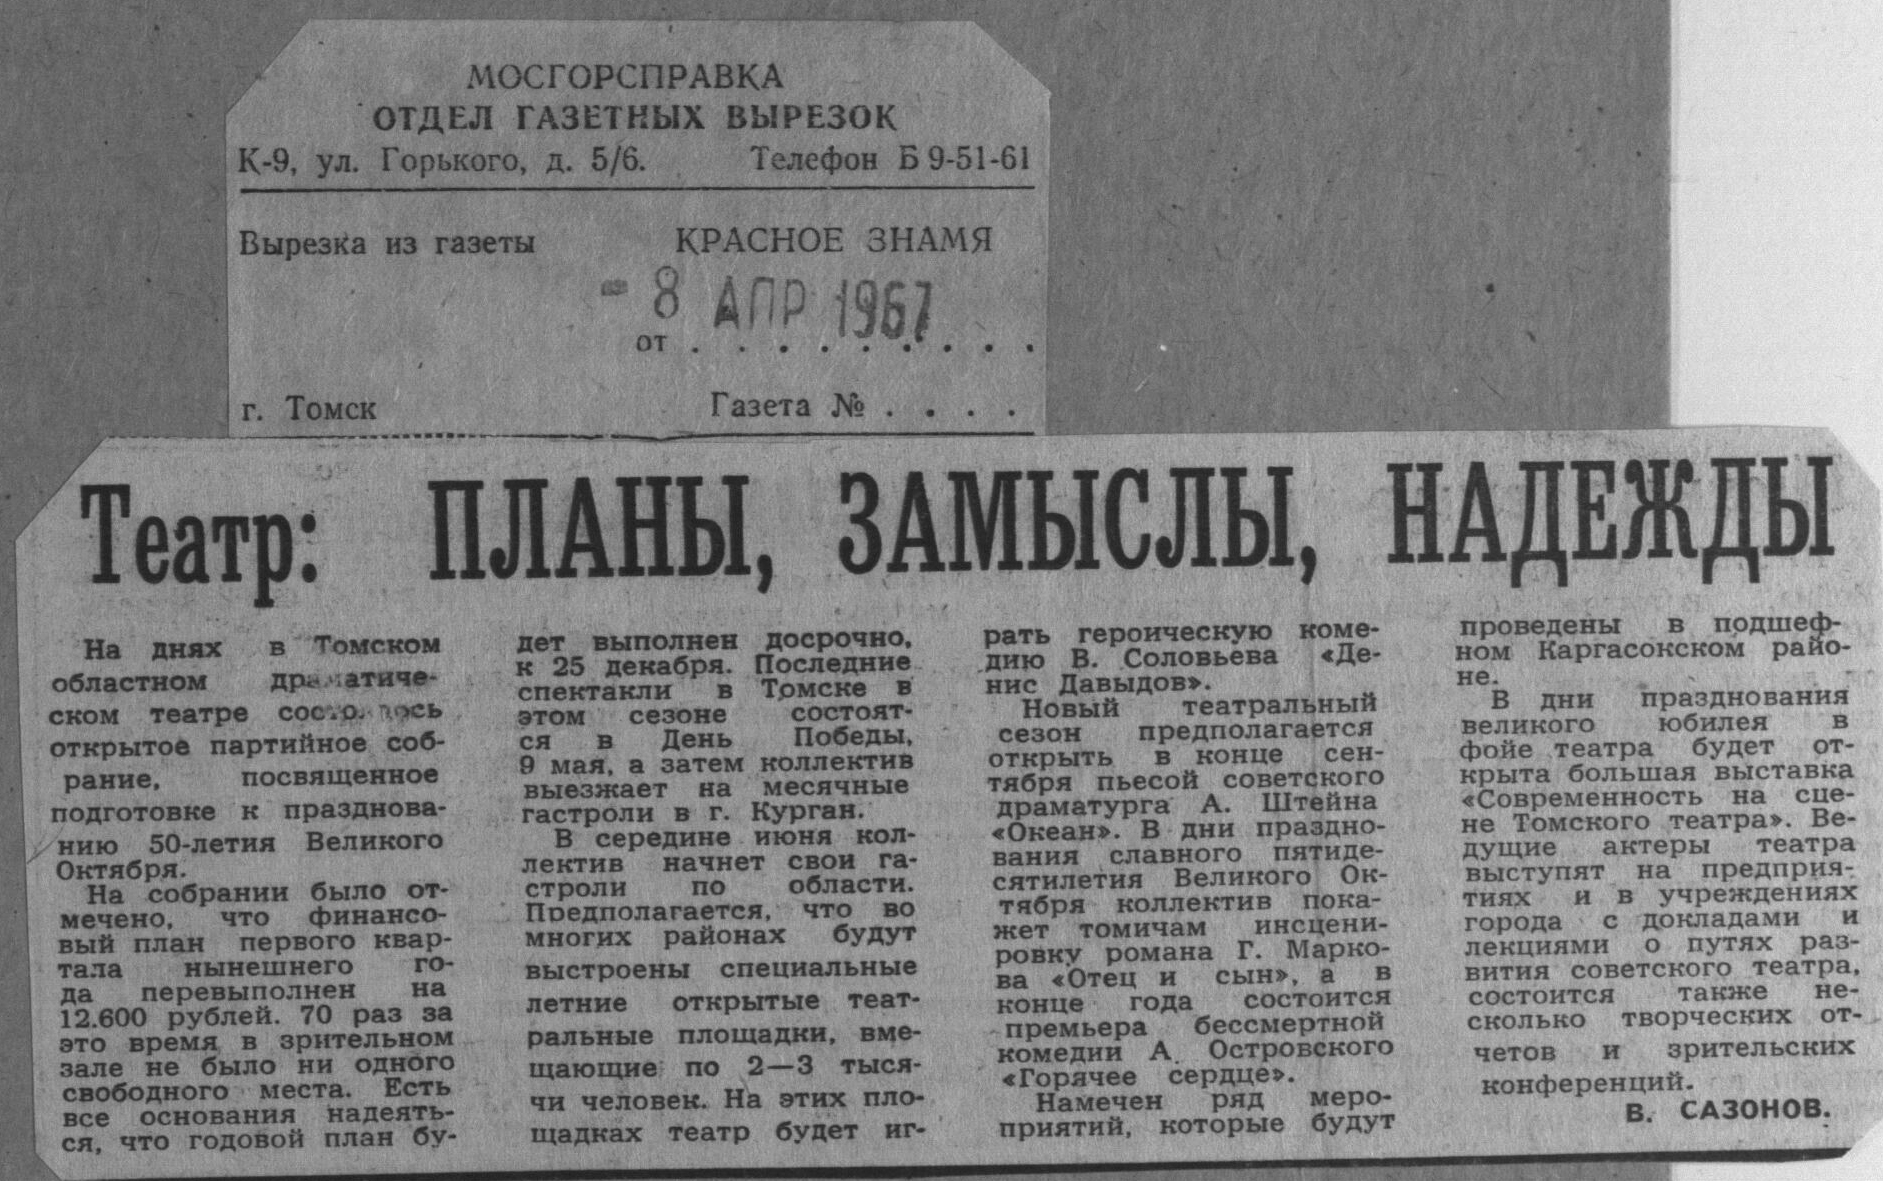 МОСГОРСПРАВКА
ОТДЕЛ ГАЗЕТНЫХ ВЫРЕЗОК
К-9, ул. Горького, д. 5/6. Телефон Б 9-51-61
Вырезка из газеты КРАСНОЕ ЗНАМЯ
- 8 АПР 1967
от . . . . . . . . .
г. Томск Газета № . . . .
Театр: ПЛАНЫ, ЗАМЫСЛЫ, НАДЕЖДЫ
На днях в Томском
областном драматиче-
ском театре состоялось
открытое партийное соб-
рание, посвященное
подготовке к празднова-
нию 50-летия Великого
Октября.
На собрании было от-
мечено, что финансо-
вый план первого квар-
тала нынешнего го-
да перевыполнен на
12.600 рублей. 70 раз за
это время в зрительном
зале не было ни одного
свободного места. Есть
все основания надеять-
ся, что годовой план бу-
дет выполнен досрочно,
к 25 декабря. Последние
спектакли в Томске в
этом сезоне состоят-
ся в День Победы,
9 мая, а затем коллектив
выезжает на месячные
гастроли в г. Курган.
В середине июня кол-
лектив начнет свои га-
строли по области.
Предполагается, что во
многих районах будут
выстроены специальные
летние открытые теат-
ральные площадки, вме-
щающие по 2—3 тыся-
чи человек. На этих пло-
щадках театр будет иг-
рать героическую коме-
дию В. Соловьева «Де-
нис Давыдов».
Новый театральный
сезон предполагается
открыть в конце сен-
тября пьесой советского
драматурга А. Штейна
«Океан». В дни праздно-
вания славного пятиде-
сятилетия Великого Ок-
тября коллектив пока-
жет томичам инсцени-
ровку романа Г. Марко-
ва «Отец и сын», а в
конце года состоится
премьера бессмертной
комедии А. Островского
«Горячее сердце».
Намечен ряд меро-
приятий, которые будут
проведены в подшеф-
ном Каргасокском райо-
не.
В дни празднования
великого юбилея в
фойе театра будет от-
крыта большая выставка
«Современность на сце-
не Томского театра». Ве-
дущие актеры театра
выступят на предприя-
тиях и в учреждениях
города с докладами и
лекциями о путях раз-
вития советского театра,
состоится также не-
сколько творческих от-
четов и зрительских
конференций.
В. САЗОНОВ.